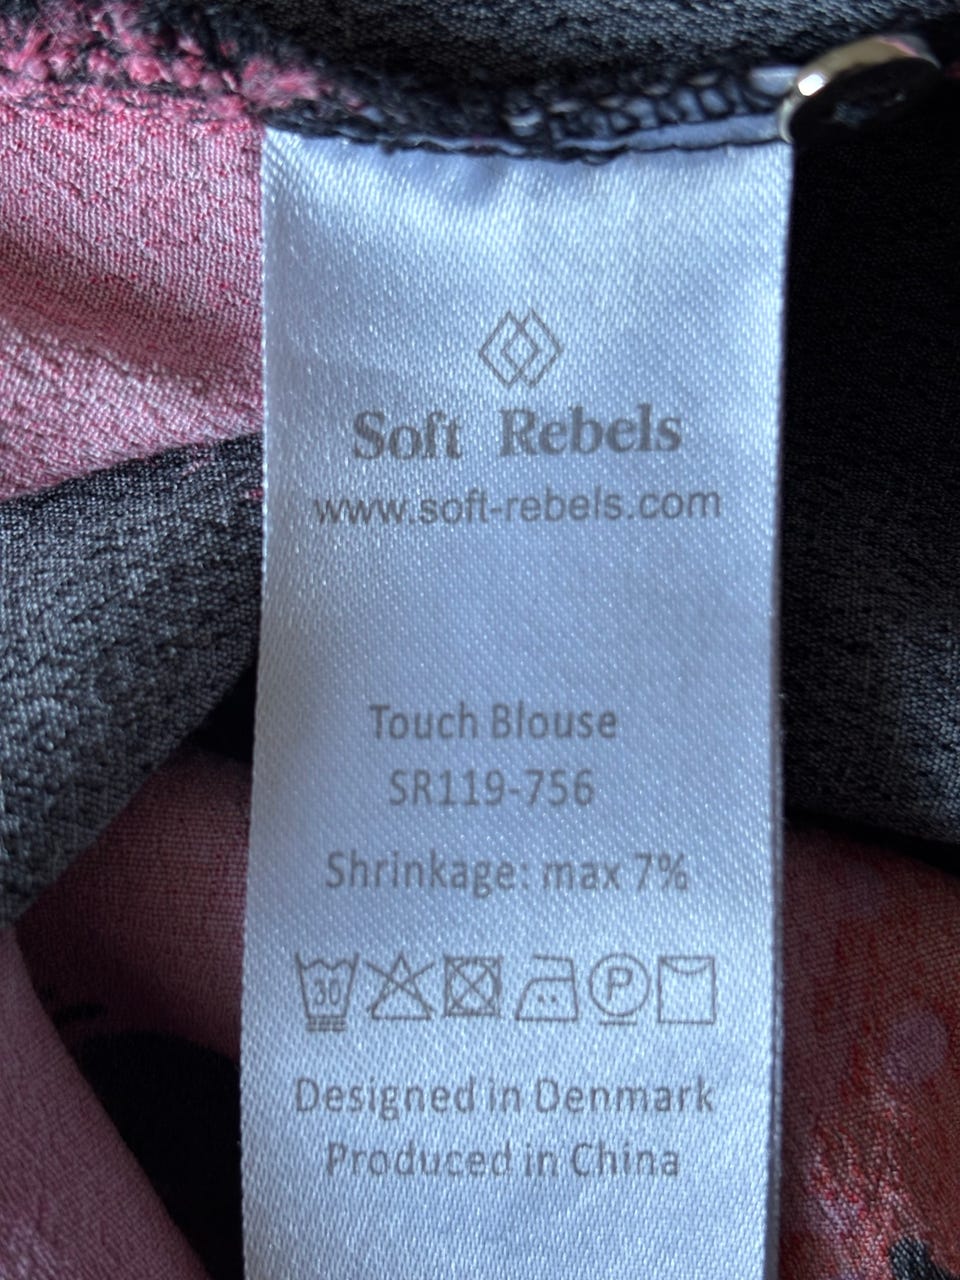 Soft Rebels
www.soft-rebels.com
Touch Blouse
SR119-756
Shrinkage: max 7%
30 P
Designed in Denmark
Produced in China